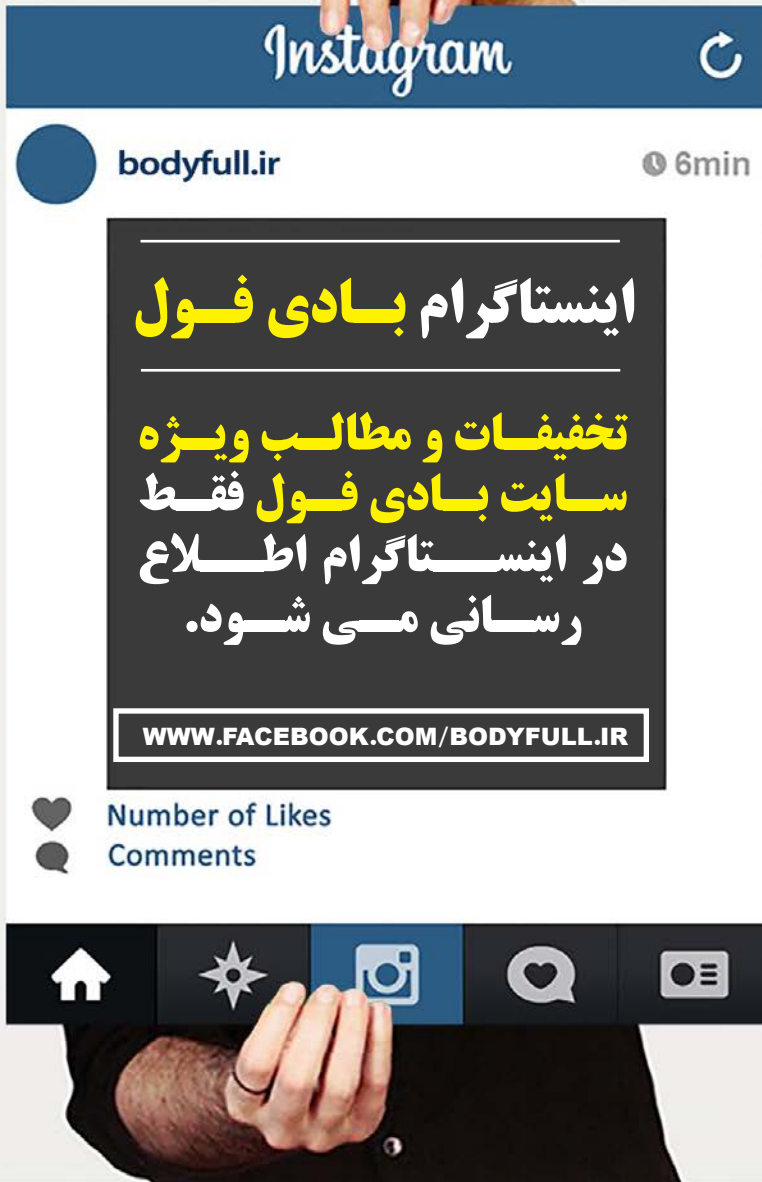 Instagram
bodyfull.ir
6min
اینستاگرام بادی فول
تخفیفات و مطالب ویژه
سایت بادی فول فقط
در اینستاگرام اطلاع
رسانی می شود.
WWW.FACEBOOK.COM/BODYFULL.IR
Number of Likes
Comments